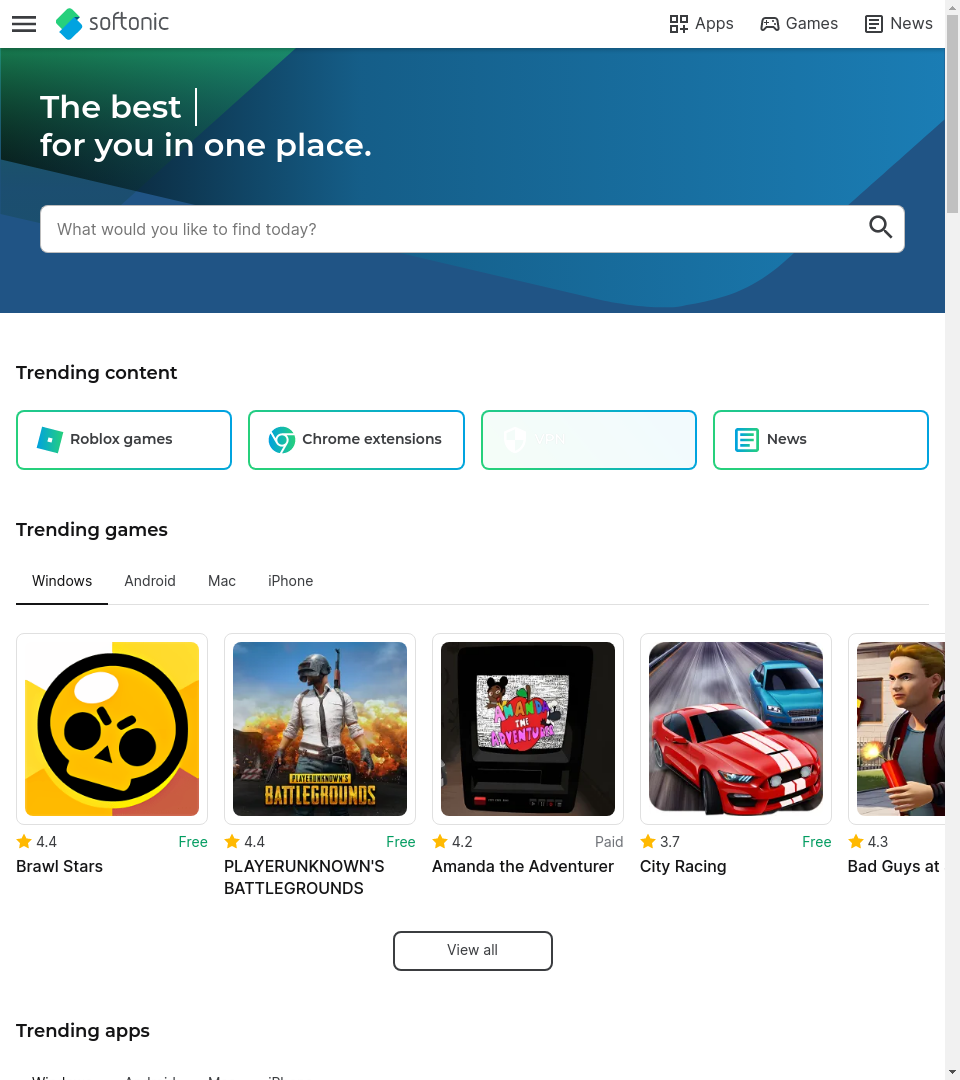 softonic
Apps
Games
News
The best
for you in one place.
What would you like to find today?
Trending content
Roblox games
Chrome extensions
VPN
News
Trending games
Windows
Android
Mac
iPhone
AMANDA
THE
ADVENTURER
PLAYERUNKNOWN'S
BATTLEGROUNDS
4.4
Free
4.4
Free
4.2
Paid
3.7
Free
4.3
Brawl Stars
PLAYERUNKNOWN'S
BATTLEGROUNDS
Amanda the Adventurer
City Racing
Bad Guys at
View all
Trending apps